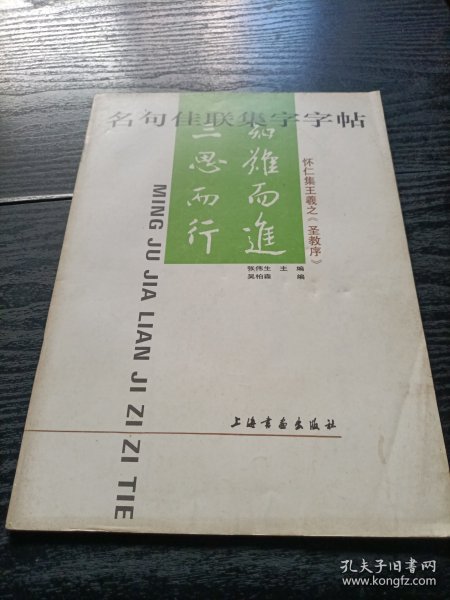 名句佳联集字字帖
知难而進
三思而行
怀仁集王羲之《圣教序》
张伟生 主 编
吴柏森 编
MING JU JIA LIAN JI ZI ZI TIE
上海书画出版社
孔夫子旧书网
www.kongfz.com